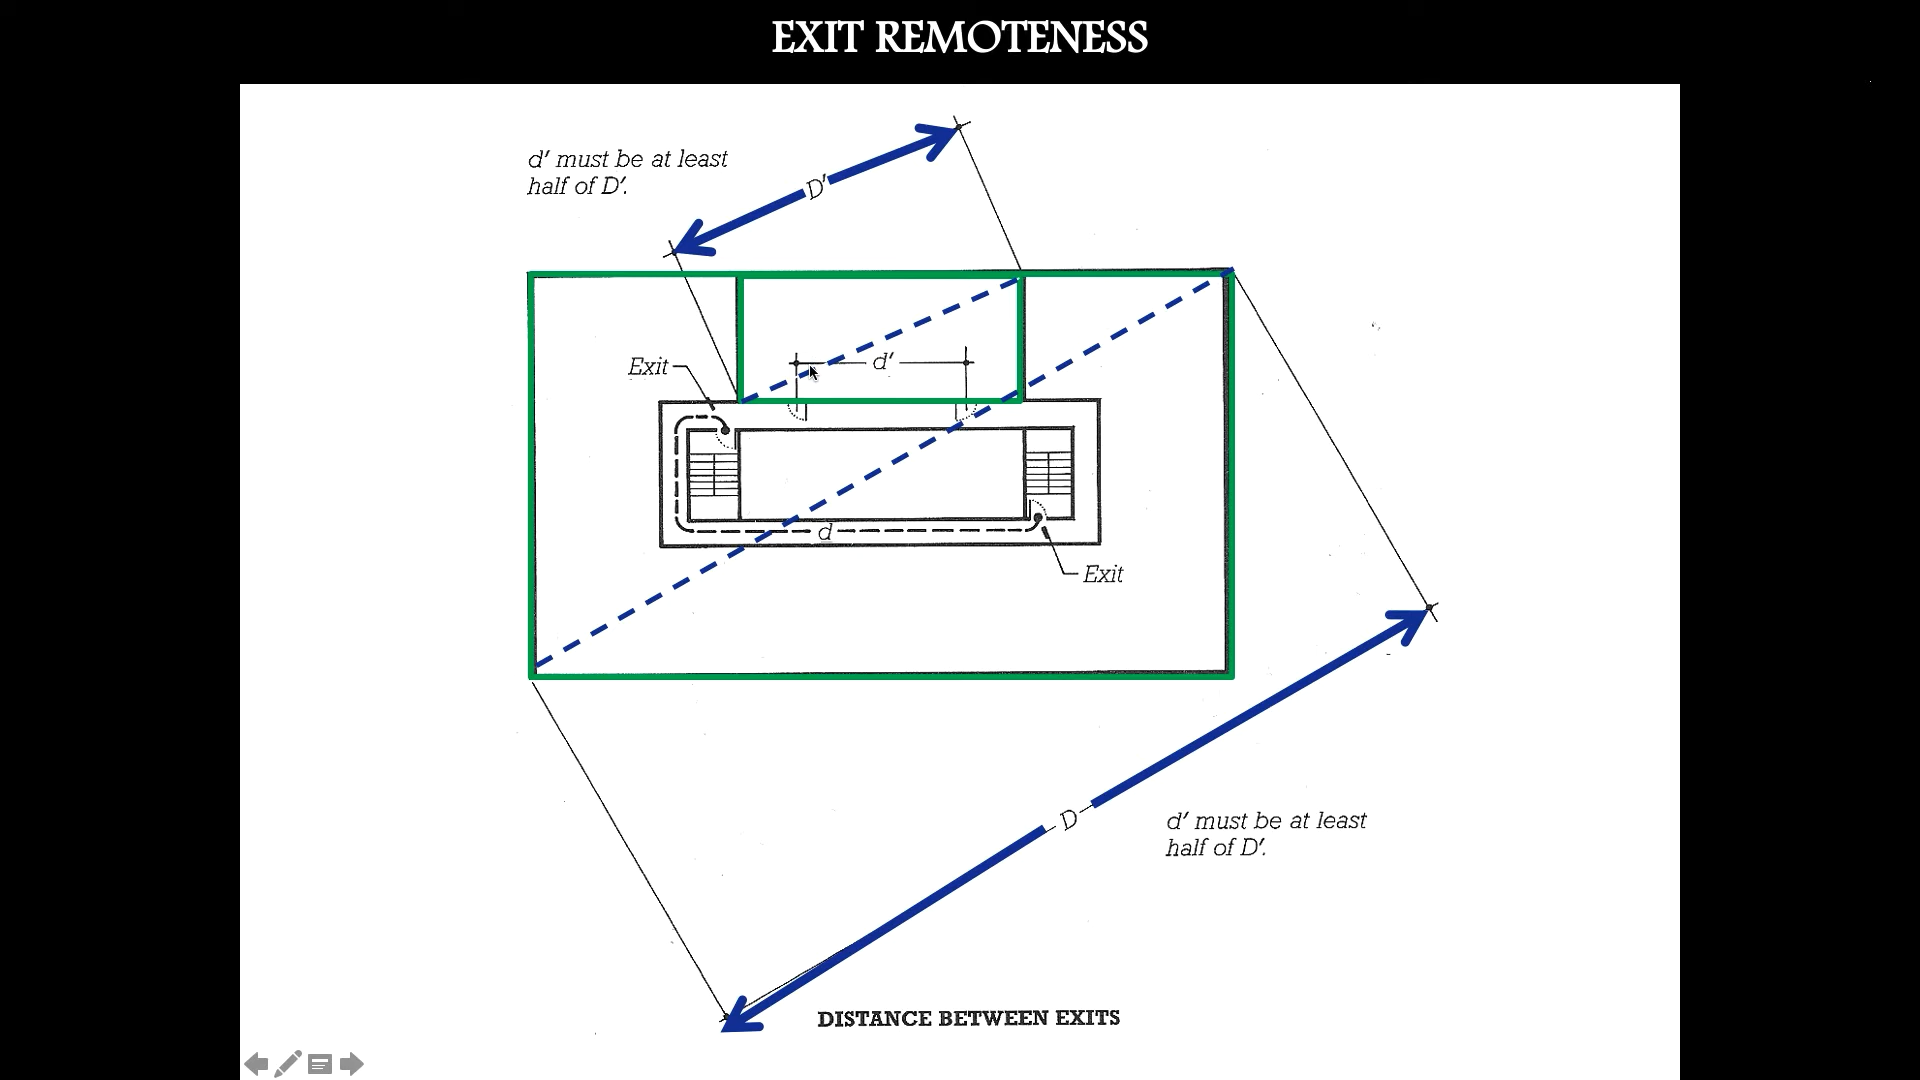 EXIT REMOTENESS
d' must be at least
half of D'.
D'
d'
Exit
d
Exit
D
d' must be at least
half of D'.
DISTANCE BETWEEN EXITS